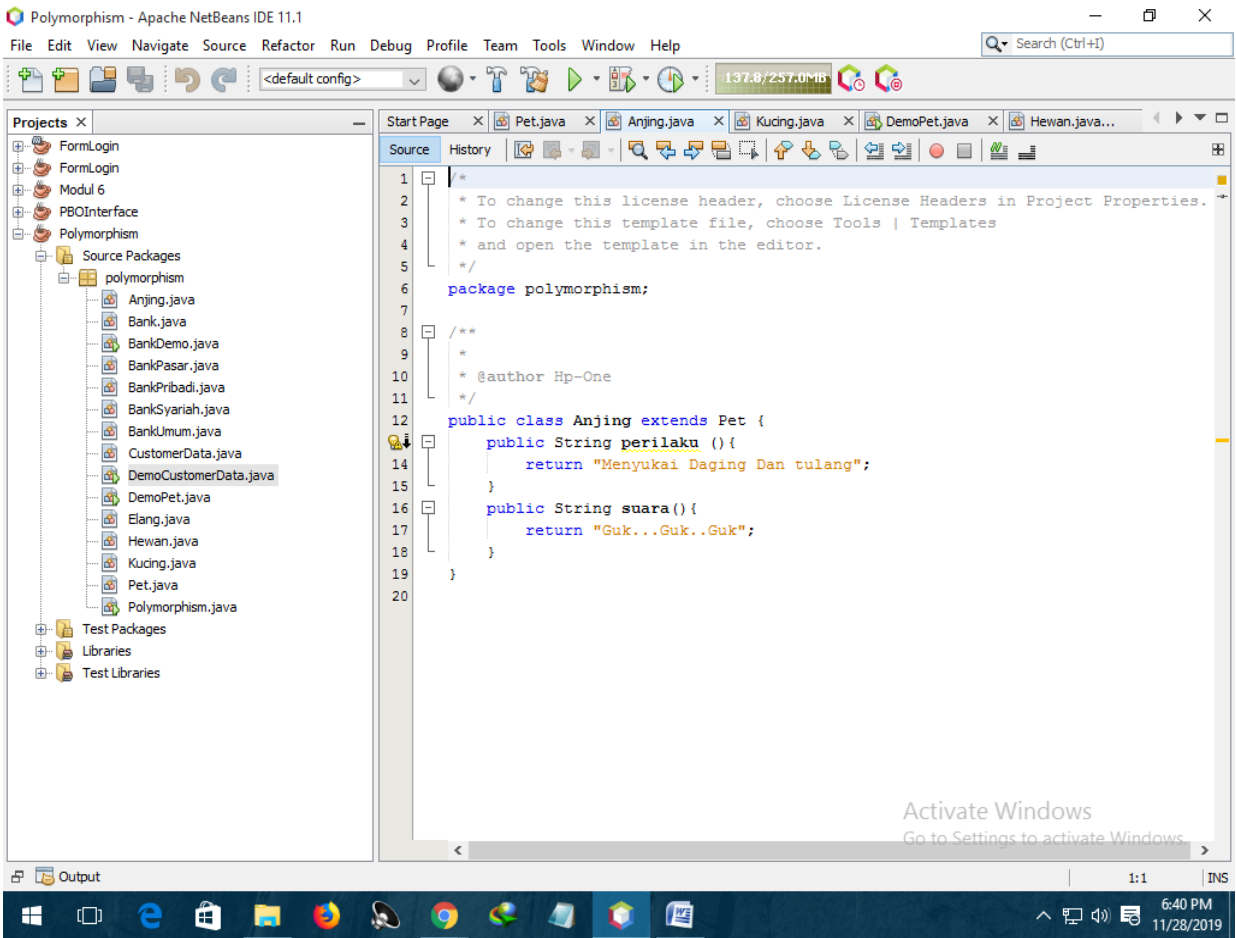 Polymorphism - Apache NetBeans IDE 11.1
File Edit View Navigate Source Refactor Run Debug Profile Team Tools Window Help
Search (Ctrl+I)
<default config>
137.8/257.0MB
Projects
FormLogin
FormLogin
Modul 6
PBOInterface
Polymorphism
Source Packages
polymorphism
Anjing.java
Bank.java
BankDemo.java
BankPasar.java
BankPribadi.java
BankSyariah.java
BankUmum.java
CustomerData.java
DemoCustomerData.java
DemoPet.java
Elang.java
Hewan.java
Kucing.java
Pet.java
Polymorphism.java
Test Packages
Libraries
Test Libraries
Start Page Pet.java Anjing.java Kucing.java DemoPet.java Hewan.java...
Source History
1 /*
2 * To change this license header, choose License Headers in Project Properties.
3 * To change this template file, choose Tools | Templates
4 * and open the template in the editor.
5 */
6 package polymorphism;
7
8 /**
9 *
10 * @author Hp-One
11 */
12 public class Anjing extends Pet {
public String perilaku (){
14 return "Menyukai Daging Dan tulang";
15 }
16 public String suara(){
17 return "Guk...Guk..Guk";
18 }
19 }
20
Activate Windows
Go to Settings to activate Windows.
Output
1:1 INS
6:40 PM
11/28/2019